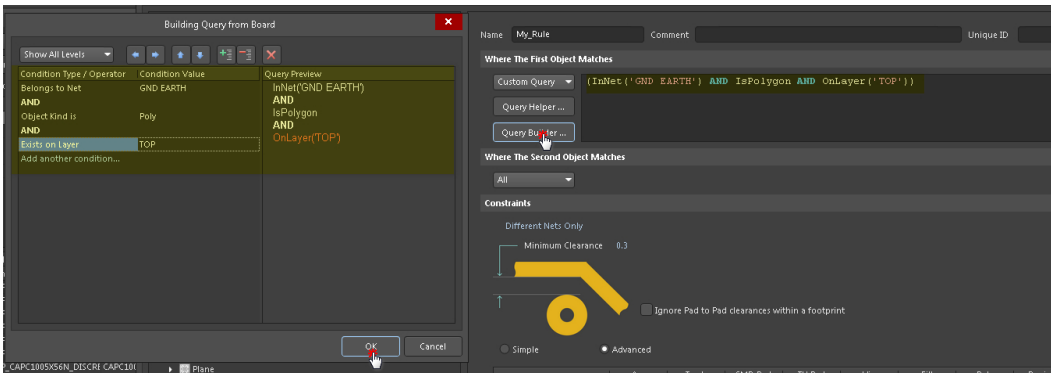 Building Query from Board
Show All Levels
Condition Type / Operator Condition Value Query Preview
Belongs to Net GND EARTH InNet('GND EARTH')
AND AND
Object Kind is Poly IsPolygon
AND AND
Exists on Layer TOP OnLayer('TOP')
Add another condition...
OK Cancel
CAPC1005X56N_DISCRE
Plane
Name My_Rule Comment Unique ID
Where The First Object Matches
Custom Query (InNet('GND EARTH') AND IsPolygon AND OnLayer('TOP'))
Query Helper ...
Query Builder ...
Where The Second Object Matches
All
Constraints
Different Nets Only
Minimum Clearance 0.3
Ignore Pad to Pad clearances within a footprint
Simple Advanced